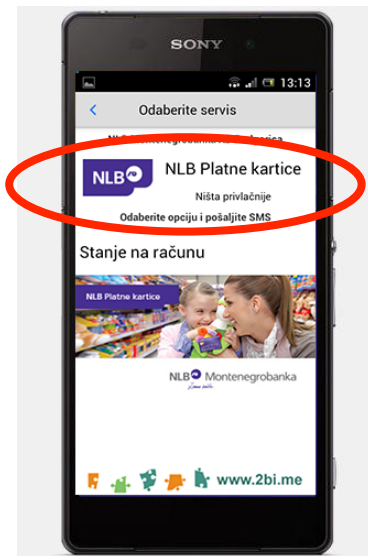 SONY
13:13
Odaberite servis
NLB
NLB Platne kartice
Ništa privlačnije
Odaberite opciju i pošaljite SMS
Stanje na računu
NLB Platne kartice
NLB Montenegrobanka
www.2bi.me